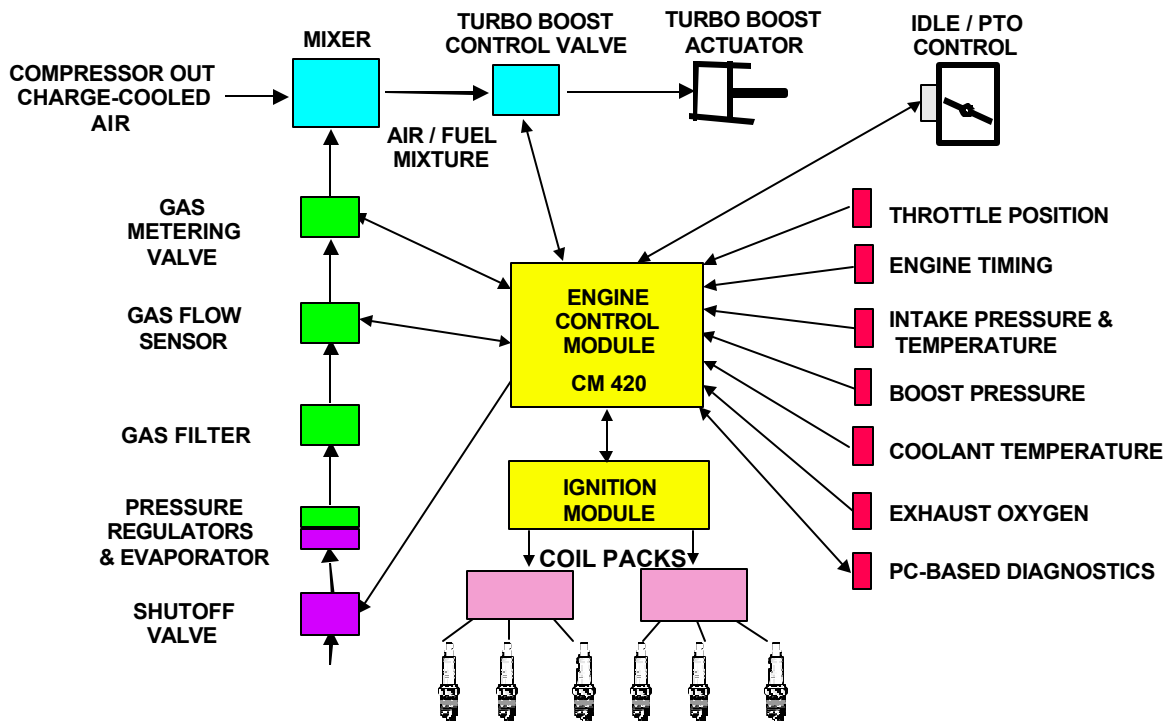 MIXER
TURBO BOOST
CONTROL VALVE
TURBO BOOST
ACTUATOR
IDLE / PTO
CONTROL
COMPRESSOR OUT
CHARGE-COOLED
AIR
AIR / FUEL
MIXTURE
GAS
METERING
VALVE
GAS FLOW
SENSOR
GAS FILTER
PRESSURE
REGULATORS
& EVAPORATOR
SHUTOFF
VALVE
ENGINE
CONTROL
MODULE
CM 420
IGNITION
MODULE
COIL PACKS
THROTTLE POSITION
ENGINE TIMING
INTAKE PRESSURE &
TEMPERATURE
BOOST PRESSURE
COOLANT TEMPERATURE
EXHAUST OXYGEN
PC-BASED DIAGNOSTICS